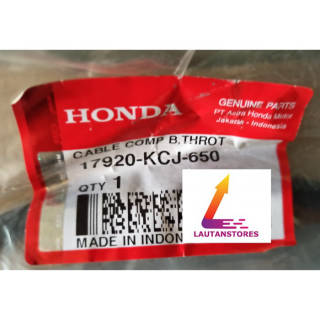 HONDA
GENUINE PARTS
PT Astra Honda Motor
Jakarta - Indonesia
CABLE COMP B,THROT
17920-KCJ-650
QTY 1
MADE IN INDON
LAUTANSTORES